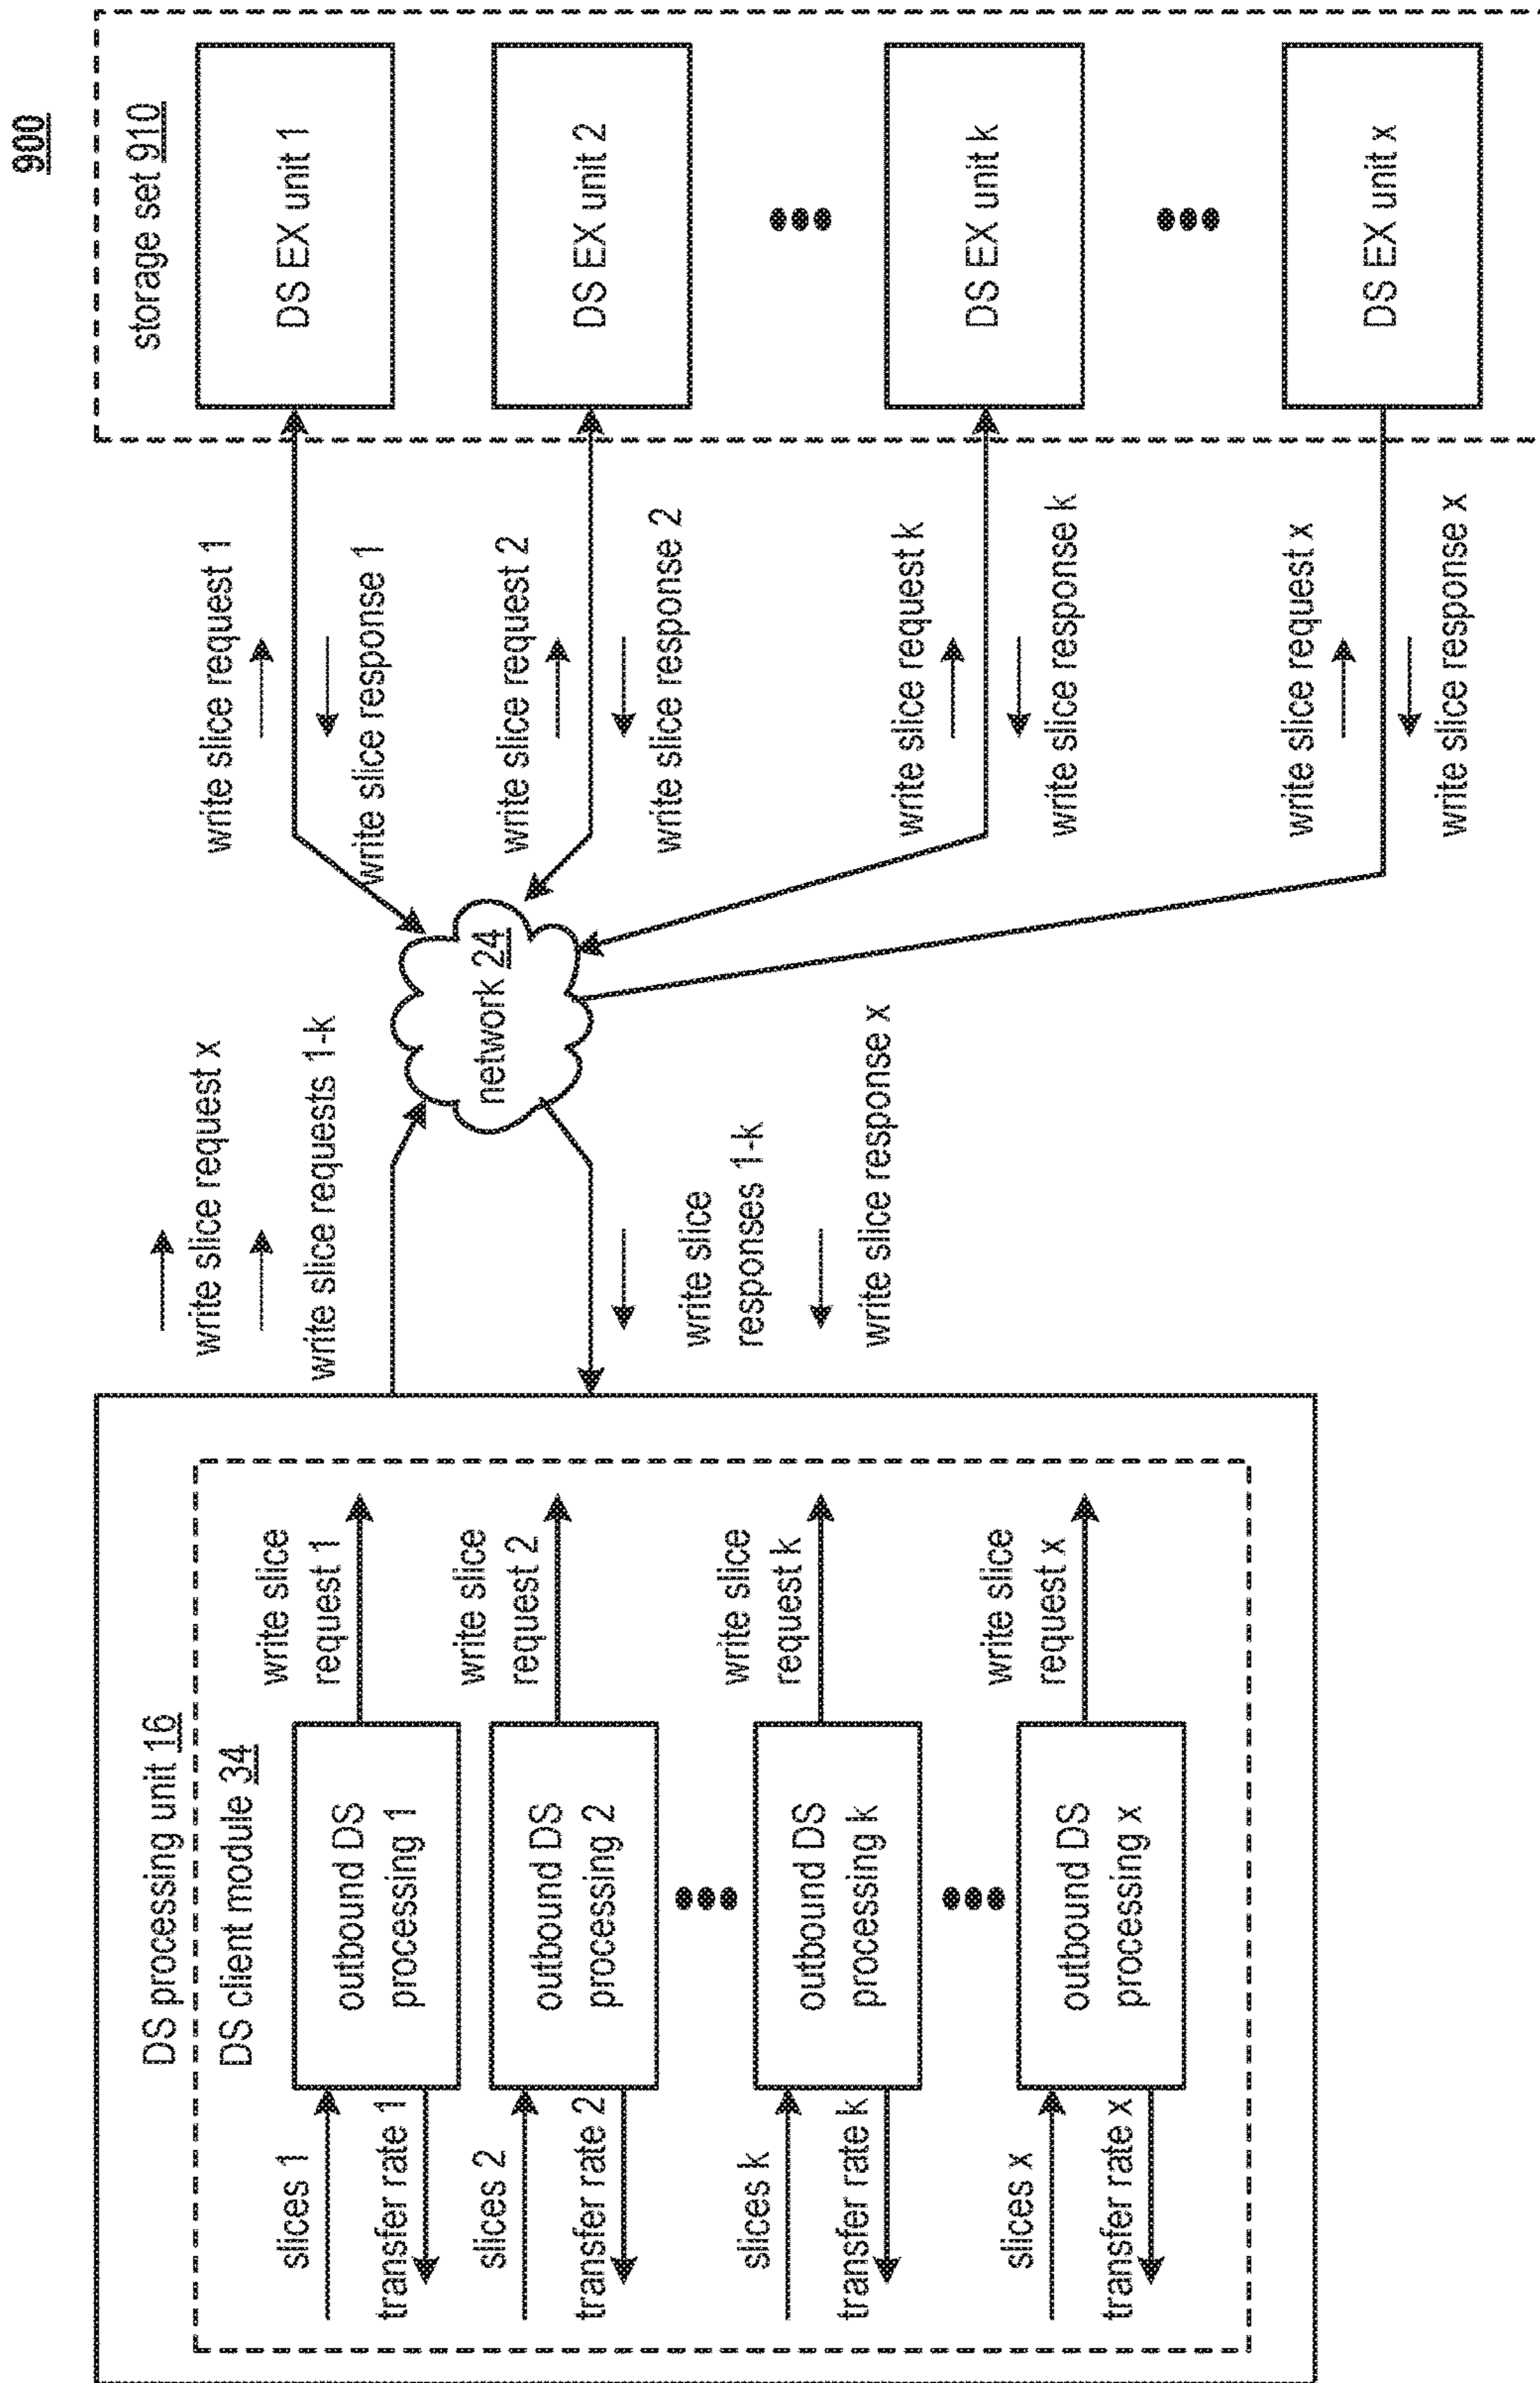 900
DS processing unit 16
DS client module 34
slices 1
transfer rate 1
outbound DS
processing 1
write slice
request 1
slices 2
transfer rate 2
outbound DS
processing 2
write slice
request 2
slices k
transfer rate k
outbound DS
processing k
write slice
request k
slices x
transfer rate x
outbound DS
processing x
write slice
request x
write slice request x
write slice requests 1-k
write slice
responses 1-k
write slice response x
network 24
write slice request 1
write slice response 1
write slice request 2
write slice response 2
write slice request k
write slice response k
write slice request x
write slice response x
storage set 910
DS EX unit 1
DS EX unit 2
DS EX unit k
DS EX unit x